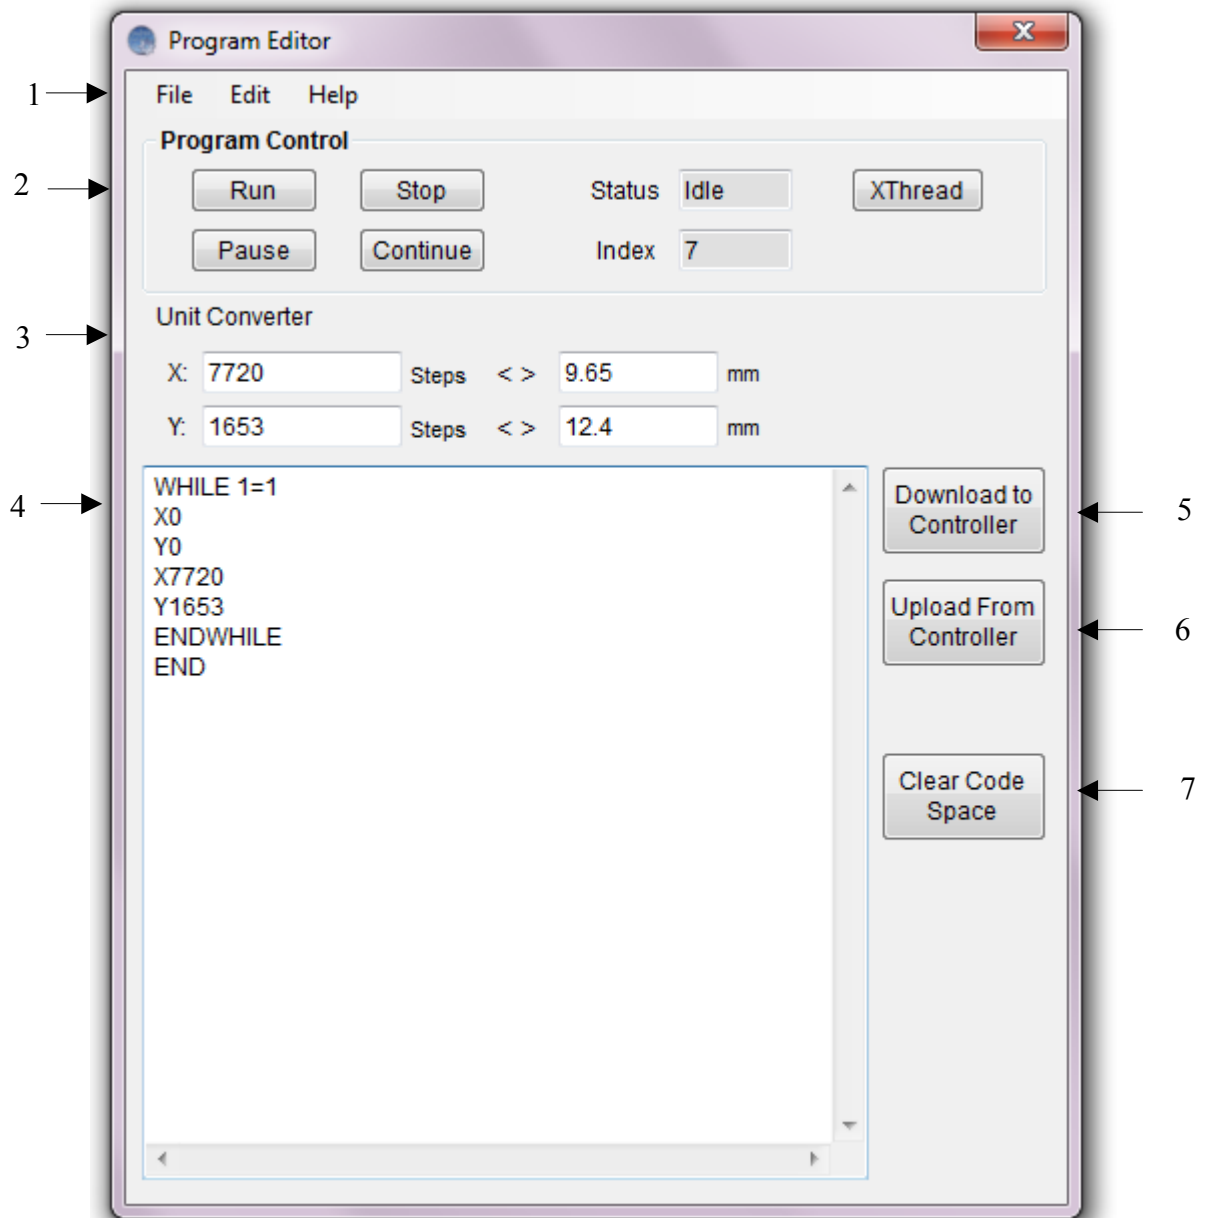 Program Editor
X
1 File Edit Help
Program Control
2 Run Stop Status Idle XThread
Pause Continue Index 7
Unit Converter
3
X: 7720 Steps < > 9.65 mm
Y: 1653 Steps < > 12.4 mm
4
WHILE 1=1
X0
Y0
X7720
Y1653
ENDWHILE
END
Download to
Controller
5
Upload From
Controller
6
Clear Code
Space
7